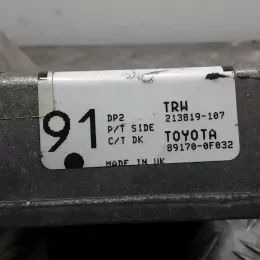 91
DP2
P/T SIDE
C/T DK
MADE IN UK
TRW
213819-107
TOYOTA
89170-0F032